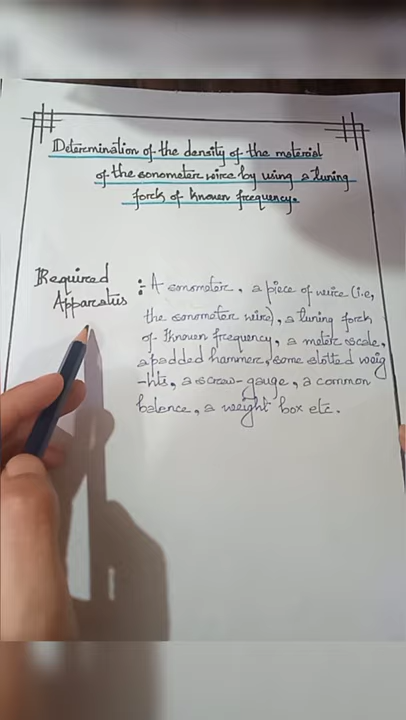 Determination of the density of the material
of the sonometer wire by using a tuning
fork of known frequency.
Required
Apparatus
:- A sonometer, a piece of wire (i.e,
the sonometer wire), a tuning fork
of known frequency, a meter scale,
a padded hammer, some slotted weig
-hts, a screw-gauge, a common
balence, a weight box etc.